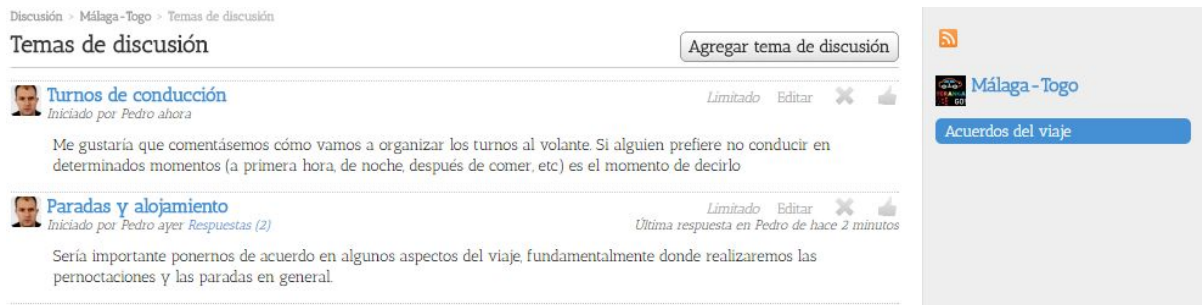 Discusión > Málaga-Togo > Temas de discusión
Temas de discusión
Agregar tema de discusión
Turnos de conducción
Limitado Editar
Iniciado por Pedro ahora
Me gustaría que comentásemos cómo vamos a organizar los turnos al volante. Si alguien prefiere no conducir en
determinados momentos (a primera hora, de noche, después de comer, etc) es el momento de decirlo
Paradas y alojamiento
Limitado Editar
Iniciado por Pedro ayer Respuestas (2)
Última respuesta en Pedro de hace 2 minutos
Sería importante ponernos de acuerdo en algunos aspectos del viaje, fundamentalmente donde realizaremos las
pernoctaciones y las paradas en general.
Málaga-Togo
Acuerdos del viaje